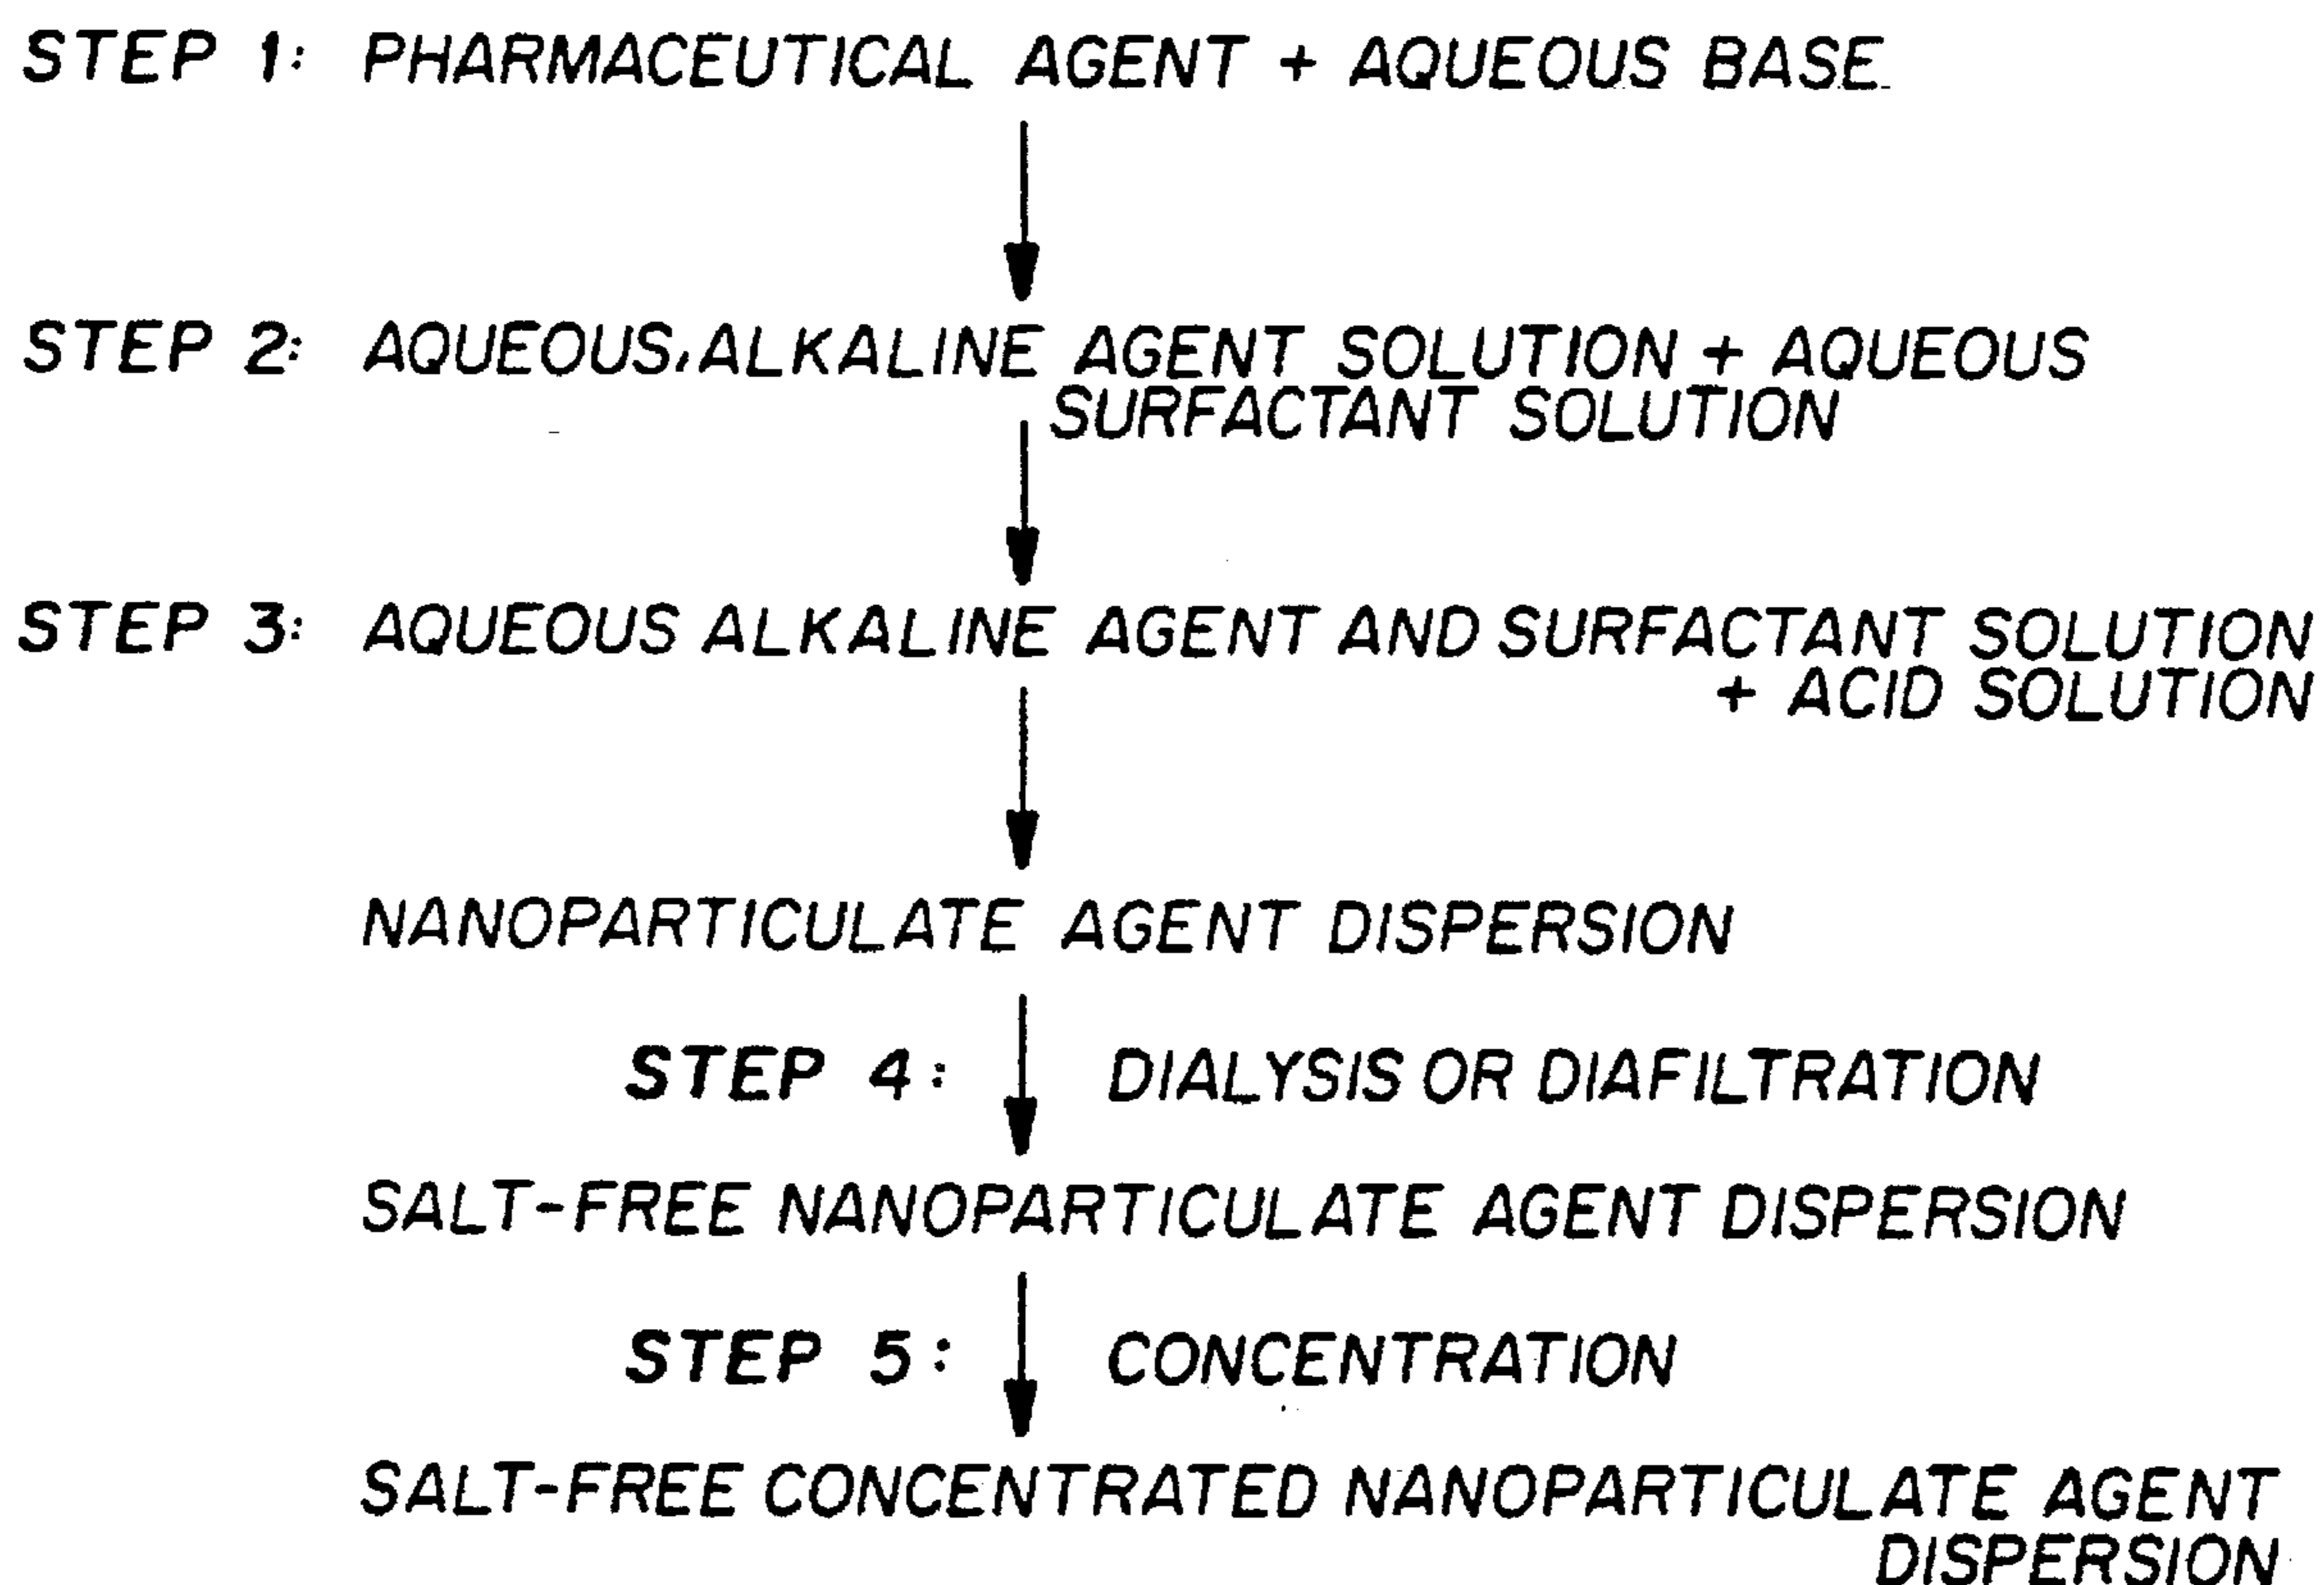 STEP 1: PHARMACEUTICAL AGENT + AQUEOUS BASE
STEP 2: AQUEOUS ALKALINE AGENT SOLUTION + AQUEOUS
SURFACTANT SOLUTION
STEP 3: AQUEOUS ALKALINE AGENT AND SURFACTANT SOLUTION
+ ACID SOLUTION
NANOPARTICULATE AGENT DISPERSION
STEP 4: DIALYSIS OR DIAFILTRATION
SALT-FREE NANOPARTICULATE AGENT DISPERSION
STEP 5: CONCENTRATION
SALT-FREE CONCENTRATED NANOPARTICULATE AGENT
DISPERSION